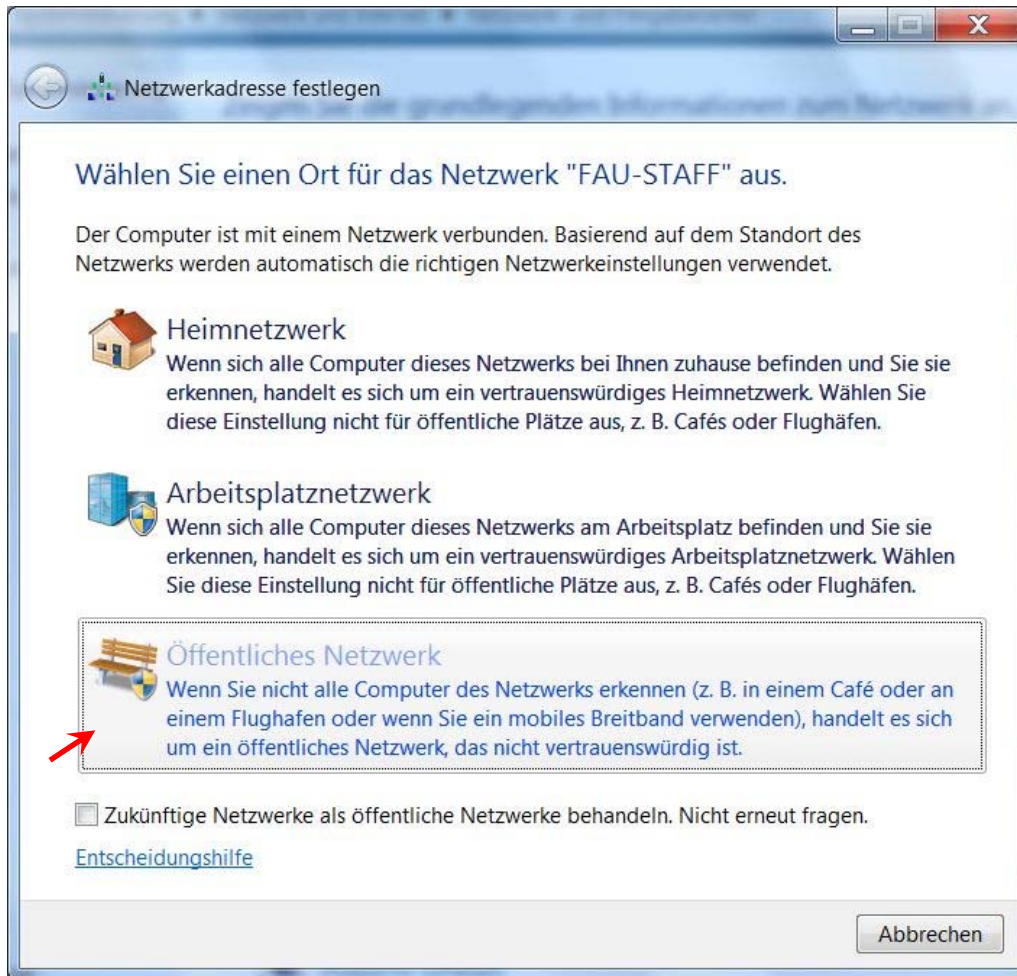 Netzwerkadresse festlegen
Wählen Sie einen Ort für das Netzwerk "FAU-STAFF" aus.
Der Computer ist mit einem Netzwerk verbunden. Basierend auf dem Standort des
Netzwerks werden automatisch die richtigen Netzwerkeinstellungen verwendet.
Heimnetzwerk
Wenn sich alle Computer dieses Netzwerks bei Ihnen zuhause befinden und Sie sie
erkennen, handelt es sich um ein vertrauenswürdiges Heimnetzwerk. Wählen Sie
diese Einstellung nicht für öffentliche Plätze aus, z. B. Cafés oder Flughäfen.
Arbeitsplatznetzwerk
Wenn sich alle Computer dieses Netzwerks am Arbeitsplatz befinden und Sie sie
erkennen, handelt es sich um ein vertrauenswürdiges Arbeitsplatznetzwerk. Wählen
Sie diese Einstellung nicht für öffentliche Plätze aus, z. B. Cafés oder Flughäfen.
Öffentliches Netzwerk
Wenn Sie nicht alle Computer des Netzwerks erkennen (z. B. in einem Café oder an
einem Flughafen oder wenn Sie ein mobiles Breitband verwenden), handelt es sich
um ein öffentliches Netzwerk, das nicht vertrauenswürdig ist.
Zukünftige Netzwerke als öffentliche Netzwerke behandeln. Nicht erneut fragen.
Entscheidungshilfe
Abbrechen